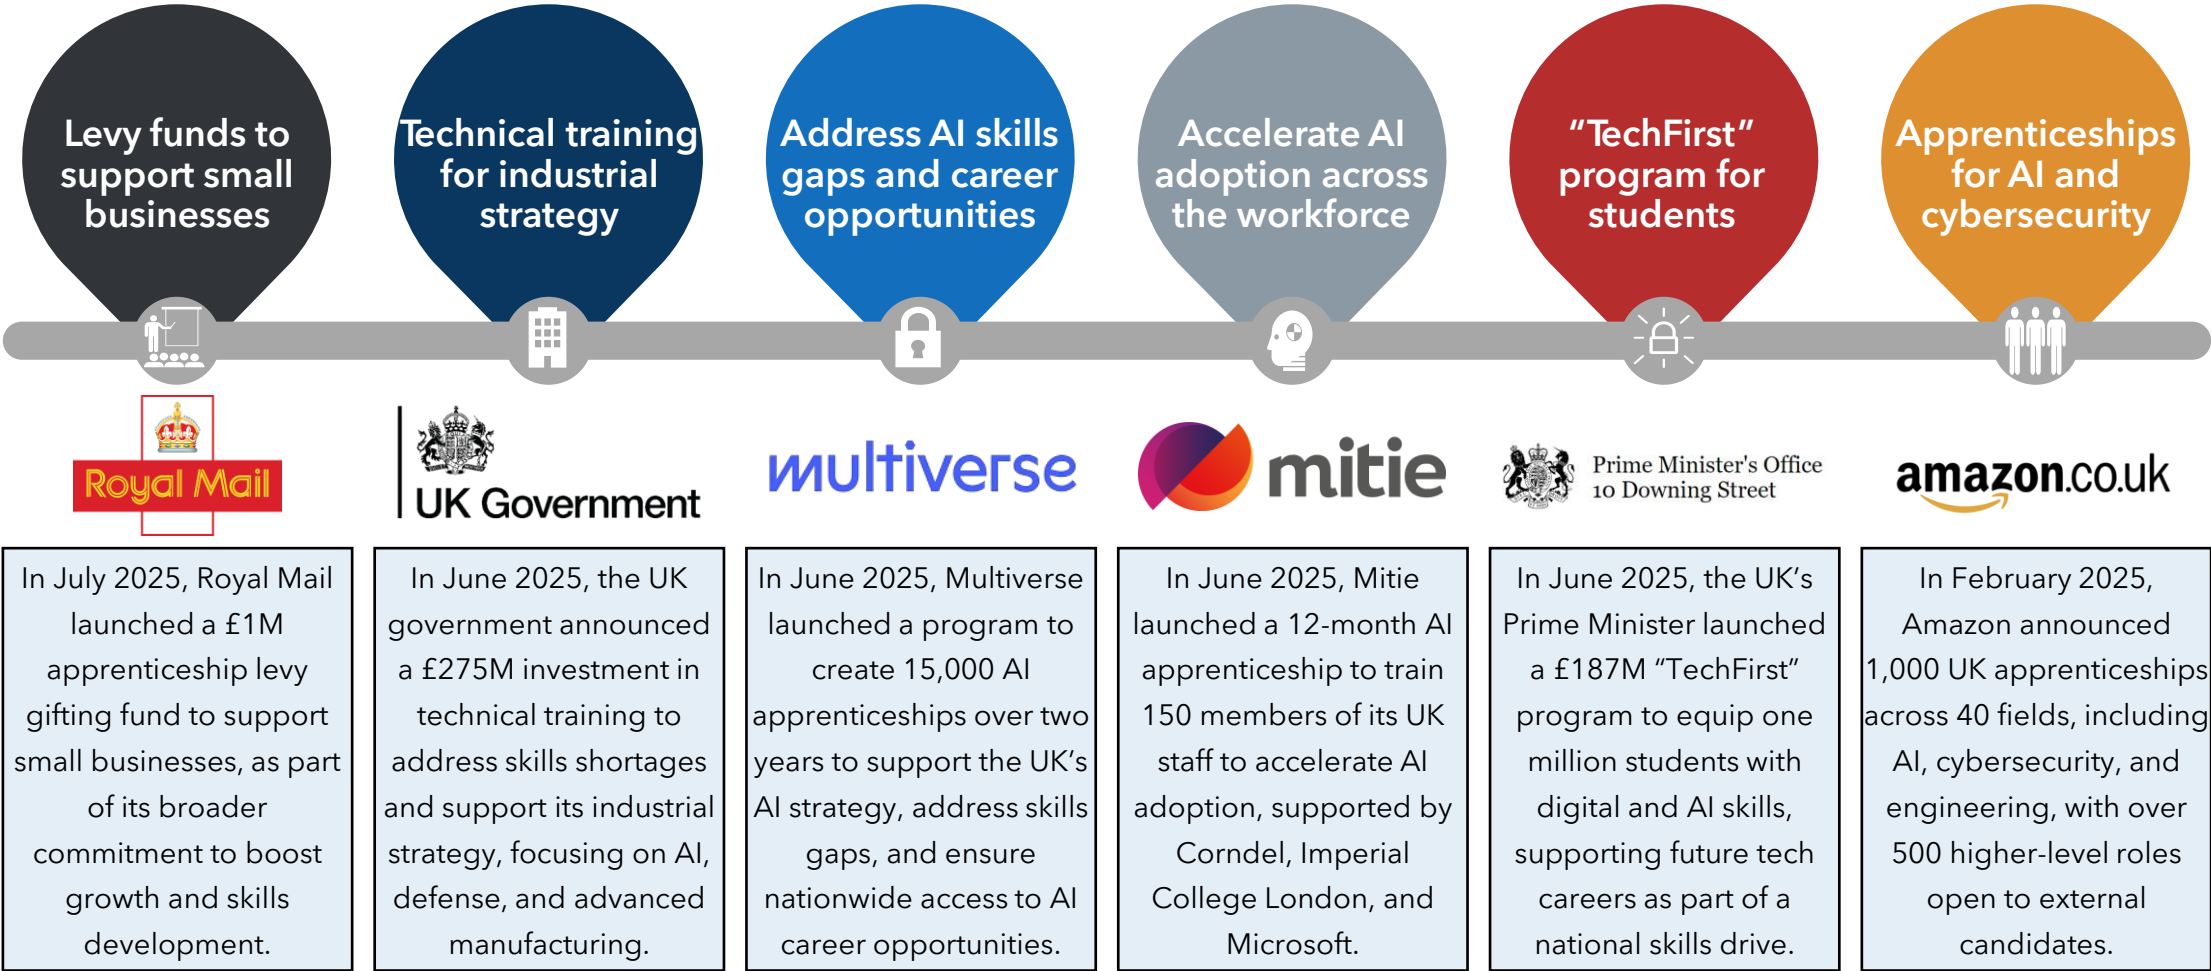 Levy funds to
support small
businesses
Technical training
for industrial
strategy
Address AI skills
gaps and career
opportunities
Accelerate AI
adoption across
the workforce
“TechFirst”
program for
students
Apprenticeships
for AI and
cybersecurity
Royal Mail
UK Government
multiverse
mitie
Prime Minister's Office
10 Downing Street
amazon.co.uk
In July 2025, Royal Mail
launched a £1M
apprenticeship levy
gifting fund to support
small businesses, as part
of its broader
commitment to boost
growth and skills
development.
In June 2025, the UK
government announced
a £275M investment in
technical training to
address skills shortages
and support its industrial
strategy, focusing on AI,
defense, and advanced
manufacturing.
In June 2025, Multiverse
launched a program to
create 15,000 AI
apprenticeships over two
years to support the UK’s
AI strategy, address skills
gaps, and ensure
nationwide access to AI
career opportunities.
In June 2025, Mitie
launched a 12-month AI
apprenticeship to train
150 members of its UK
staff to accelerate AI
adoption, supported by
Corndel, Imperial
College London, and
Microsoft.
In June 2025, the UK’s
Prime Minister launched
a £187M “TechFirst”
program to equip one
million students with
digital and AI skills,
supporting future tech
careers as part of a
national skills drive.
In February 2025,
Amazon announced
1,000 UK apprenticeships
across 40 fields, including
AI, cybersecurity, and
engineering, with over
500 higher-level roles
open to external
candidates.